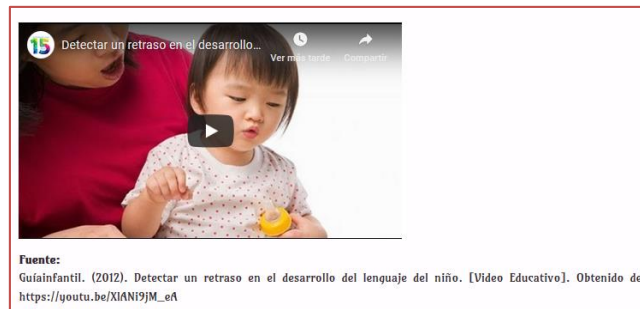 15 Detectar un retraso en el desarrollo...
Ver más tarde
Compartir
Fuente:
Guíainfantil. (2012). Detectar un retraso en el desarrollo del lenguaje del niño. [Video Educativo]. Obtenido de
https://youtu.be/XlANi9jM_eA